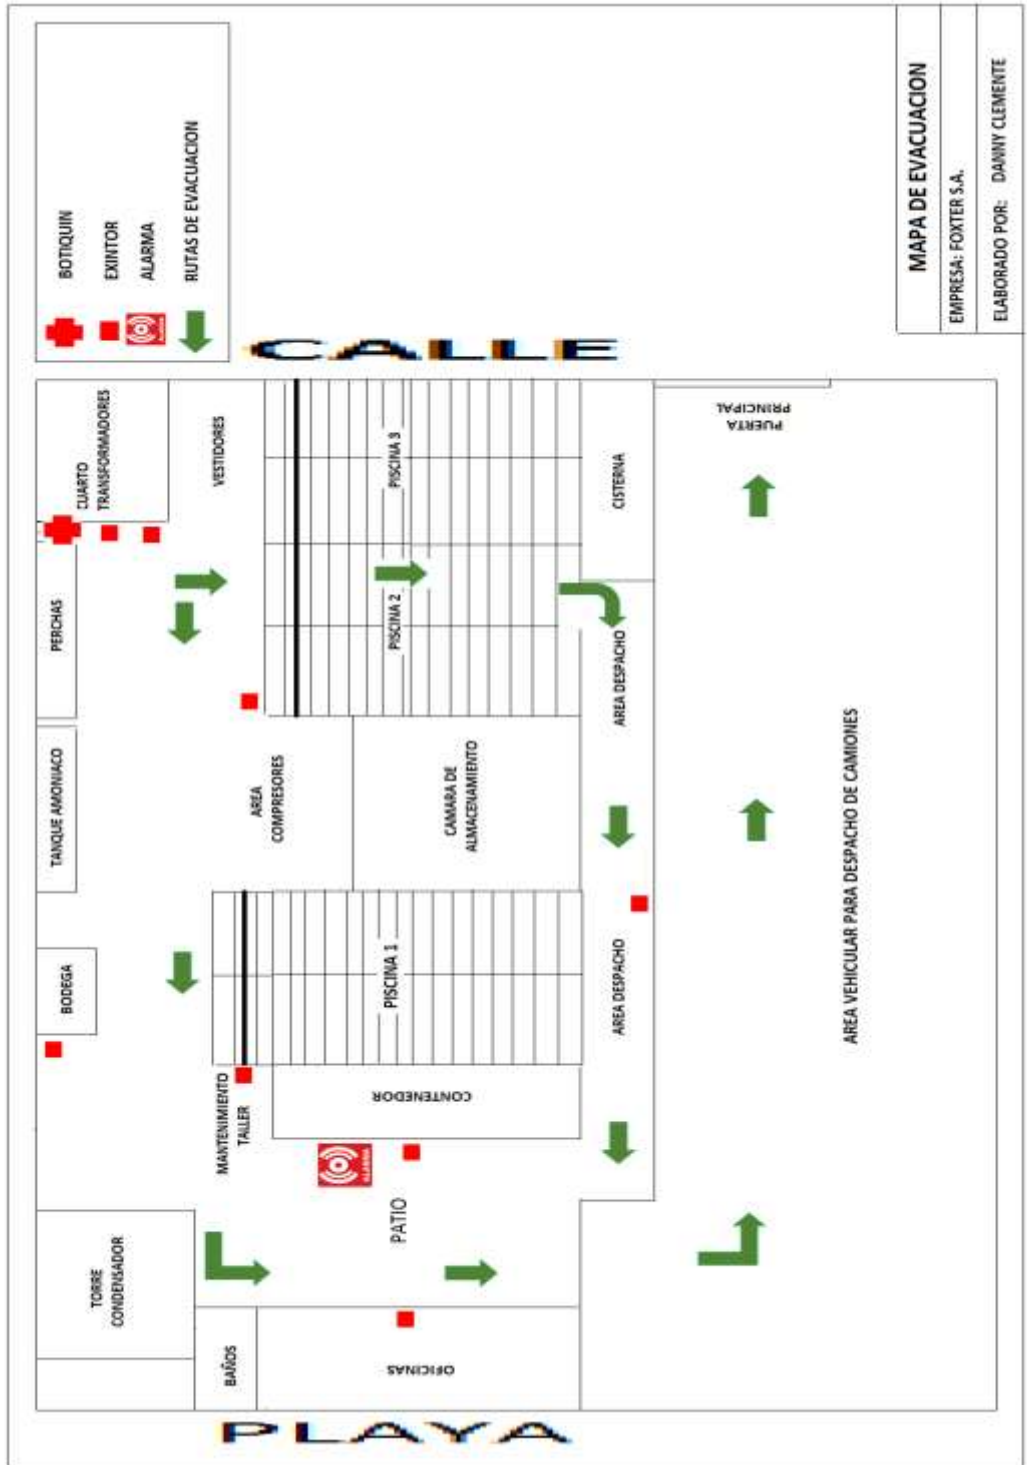 BOTIQUIN
EXINTOR
ALARMA
ALARMA
RUTAS DE EVACUACION
MAPA DE EVACUACION
EMPRESA: FOXTER S.A.
ELABORADO POR: DANNY CLEMENTE
CALLE
CUARTO
TRANSFORMADORES
VESTIDORES
PISCINA 3
CISTERNA
PUERTA
PRINCIPAL
PERCHAS
PISCINA 2
AREA DESPACHO
TANQUE AMONIACO
AREA
COMPRESORES
CAMARA DE
ALMACENAMIENTO
AREA VEHICULAR PARA DESPACHO DE CAMIONES
BODEGA
PISCINA 1
AREA DESPACHO
MANTENIMIENTO
TALLER
CONTENEDOR
ALARMA
PATIO
TORRE
CONDENSADOR
BAÑOS
OFICINAS
PLAYA